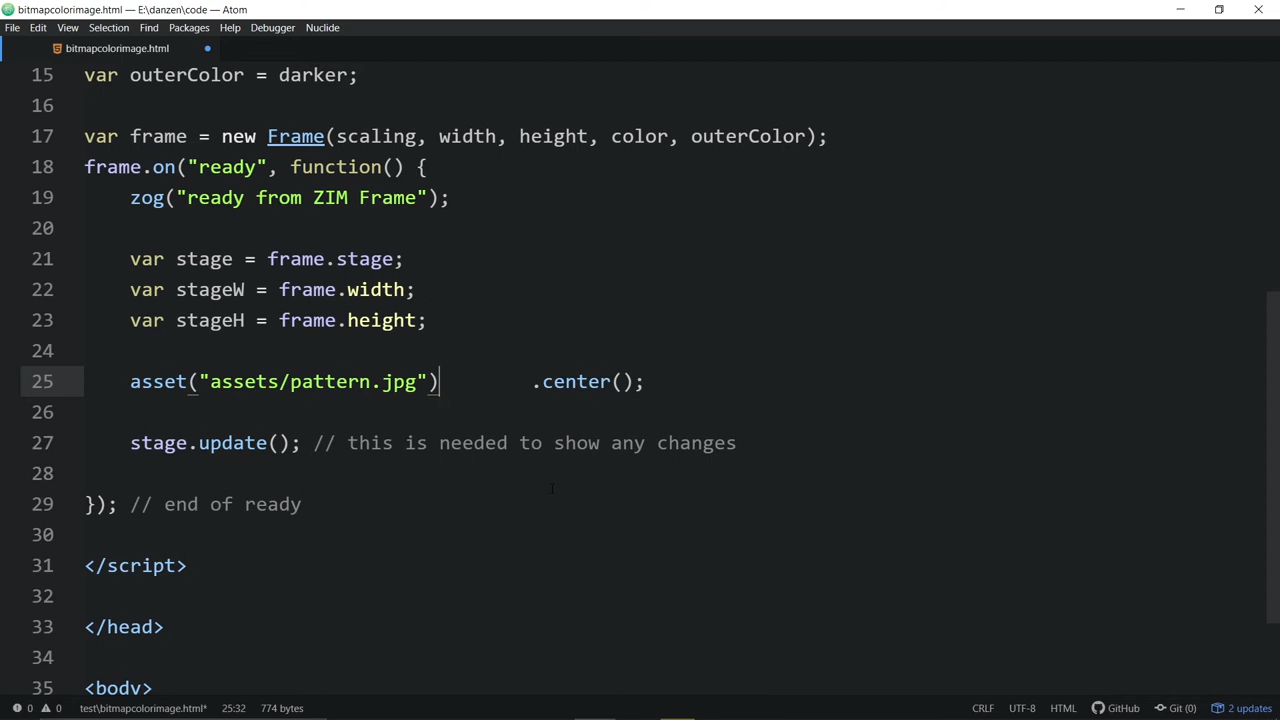 bitmapcolorimage.html — E:\danzen\code — Atom
File Edit View Selection Find Packages Help Debugger Nuclide
bitmapcolorimage.html
15 var outerColor = darker;
16
17 var frame = new Frame(scaling, width, height, color, outerColor);
18 frame.on("ready", function() {
19 zog("ready from ZIM Frame");
20
21 var stage = frame.stage;
22 var stageW = frame.width;
23 var stageH = frame.height;
24
25 asset("assets/pattern.jpg") .center();
26
27 stage.update(); // this is needed to show any changes
28
29 }); // end of ready
30
31 </script>
32
33 </head>
34
35 <body>
0 0 test\bitmapcolorimage.html* 25:32 774 bytes CRLF UTF-8 HTML GitHub Git (0) 2 updates